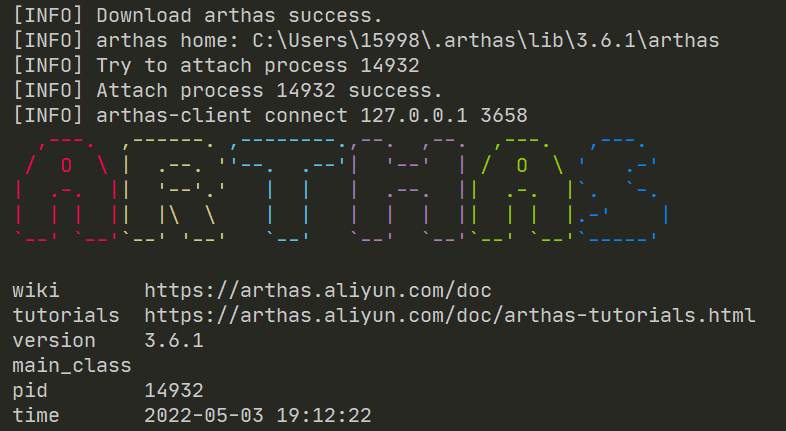 [INFO] Download arthas success.
[INFO] arthas home: C:\Users\15998\.arthas\lib\3.6.1\arthas
[INFO] Try to attach process 14932
[INFO] Attach process 14932 success.
[INFO] arthas-client connect 127.0.0.1 3658
ARTHAS
wiki https://arthas.aliyun.com/doc
tutorials https://arthas.aliyun.com/doc/arthas-tutorials.html
version 3.6.1
main_class
pid 14932
time 2022-05-03 19:12:22